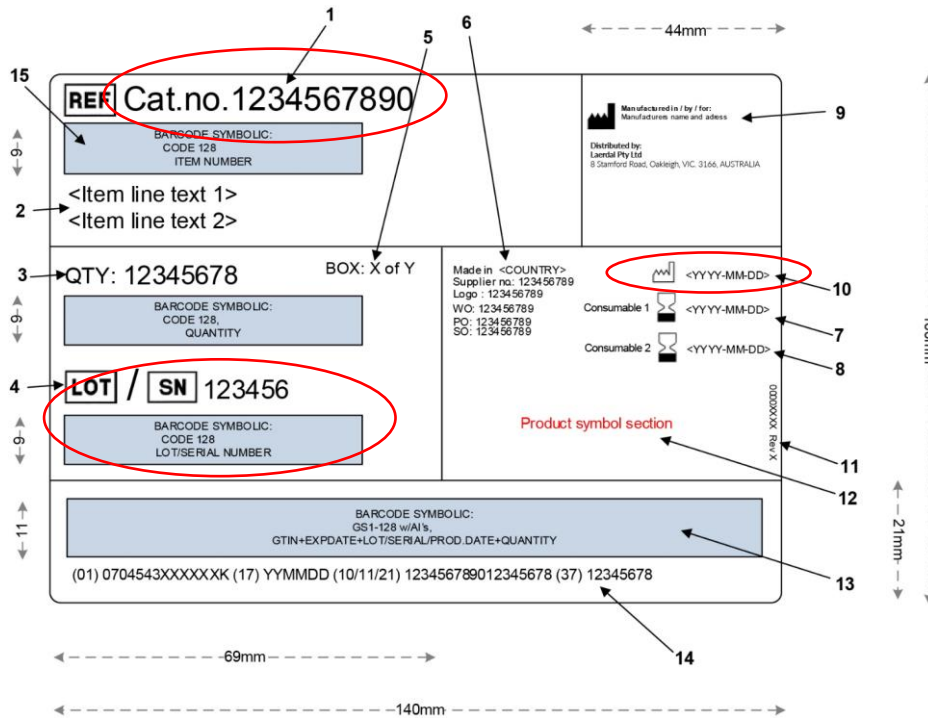 1
5
6
44mm
15
REF Cat.no.1234567890
BARCODE SYMBOLIC:
CODE 128
ITEM NUMBER
9
Manufactured in / by / for:
Manufacturers name and adress
9
Distributed by:
Laerdal Pty Ltd
8 Stamford Road, Oakleigh, VIC. 3166, AUSTRALIA
2
<Item line text 1>
<Item line text 2>
3
QTY: 12345678
BOX: X of Y
BARCODE SYMBOLIC:
CODE 128,
QUANTITY
9
4
LOT / SN 123456
BARCODE SYMBOLIC:
CODE 128
LOT/SERIAL NUMBER
9
Made in <COUNTRY>
Supplier no.: 123456789
Logo : 123456789
WO: 123456789
PO: 123456789
SO: 123456789
<YYYY-MM-DD>
10
Consumable 1 <YYYY-MM-DD>
7
Consumable 2 <YYYY-MM-DD>
8
Product symbol section
Rev X
11
12
11
BARCODE SYMBOLIC:
GS1-128 w/AI's,
GTIN+EXPDATE+LOT/SERIAL/PROD.DATE+QUANTITY
13
21mm
(01) 0704543XXXXXXK (17) YYMMDD (10/11/21) 123456789012345678 (37) 12345678
14
69mm
140mm